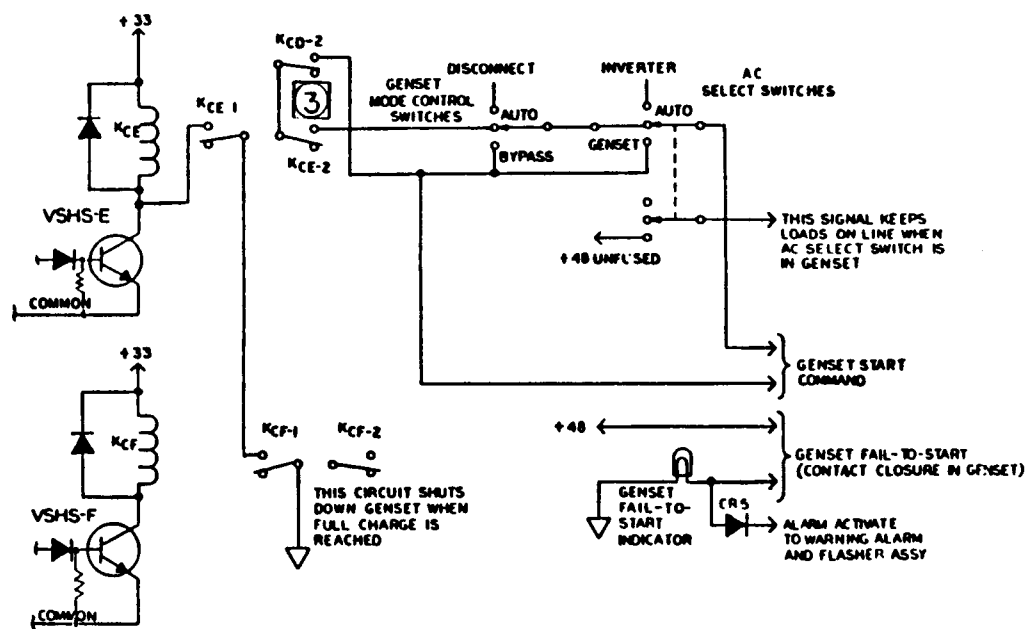 +33
KCE
VSHS-E
COMMON
KCE 1
KCD-2
3
KCE-2
GENSET
MODE CONTROL
SWITCHES
DISCONNECT
AUTO
BYPASS
INVERTER
AUTO
GENSET
AC
SELECT SWITCHES
+48 UNFUSED
THIS SIGNAL KEEPS
LOADS ON LINE WHEN
AC SELECT SWITCH IS
IN GENSET
GENSET START
COMMAND
+33
KCF
VSHS-F
COMMON
KCF-1
KCF-2
THIS CIRCUIT SHUTS
DOWN GENSET WHEN
FULL CHARGE IS
REACHED
+48
GENSET FAIL-TO-START
(CONTACT CLOSURE IN GENSET)
GENSET
FAIL-TO-
START
INDICATOR
CR5
ALARM ACTIVATE
TO WARNING ALARM
AND FLASHER ASSY